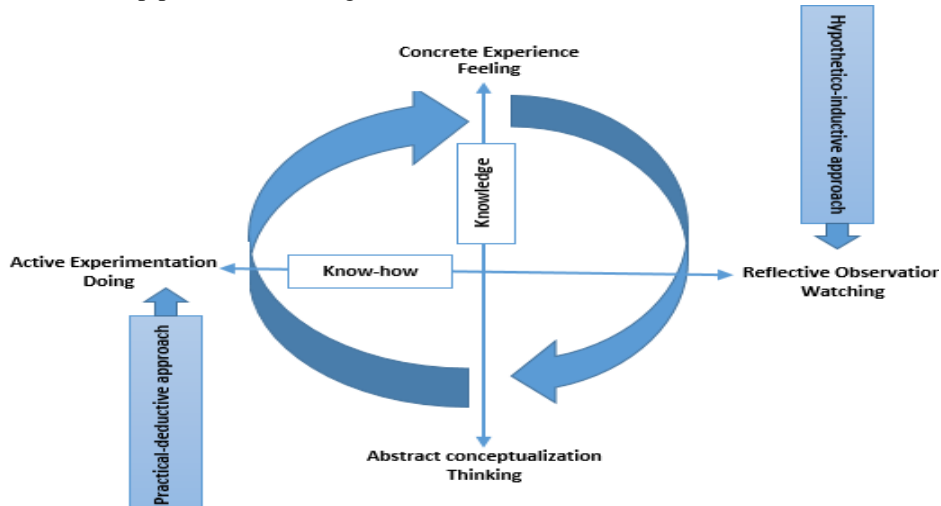 Concrete Experience
Feeling
Hypothetico-inductive approach
Knowledge
Active Experimentation
Doing
Know-how
Reflective Observation
Watching
Practical-deductive approach
Abstract conceptualization
Thinking